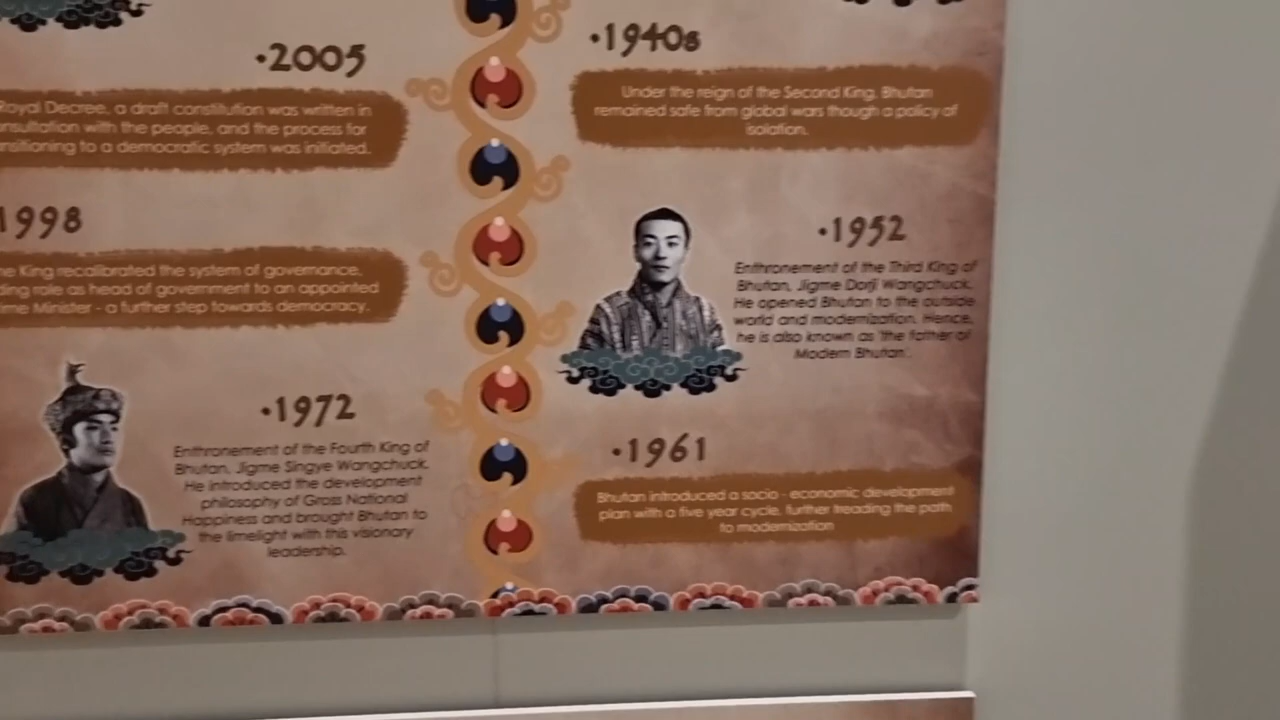 ·2005
Royal Decree, a draft constitution was written in
nsultation with the people, and the process for
nsitioning to a democratic system was initiated.
1998
he King recalibrated the system of governance,
ding role as head of government to an appointed
ime Minister - a further step towards democracy.
·1972
Enthronement of the Fourth King of
Bhutan, Jigme Singye Wangchuck.
He introduced the development
philosophy of Gross National
Happiness and brought Bhutan to
the limelight with this visionary
leadership.
·1940s
Under the reign of the Second King, Bhutan
remained safe from global wars though a policy of
isolation.
·1952
Enthronement of the Third King of
Bhutan, Jigme Dorji Wangchuck.
He opened Bhutan to the outside
world and modernization. Hence,
he is also known as 'the father of
Modern Bhutan'.
·1961
Bhutan introduced a socio - economic development
plan with a five year cycle, further treading the path
to modernization